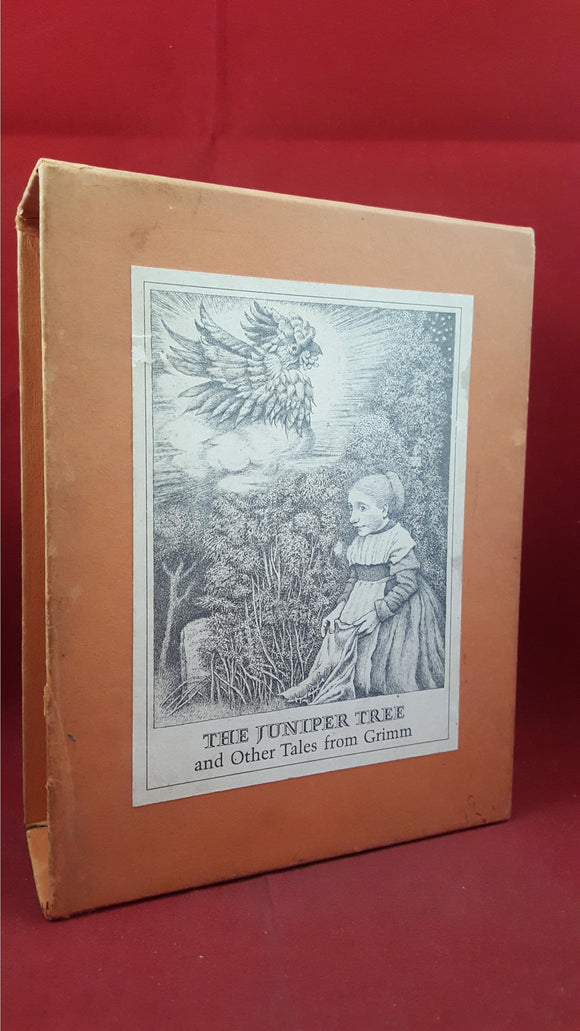 THE JUNIPER TREE
and Other Tales from Grimm